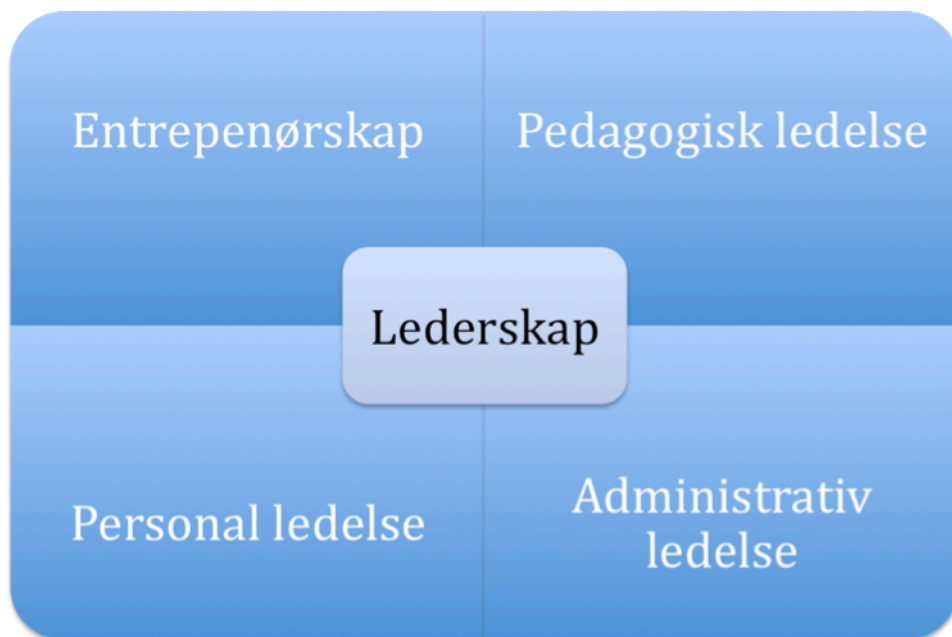 Entrepenørskap
Pedagogisk ledelse
Lederskap
Personal ledelse
Administrativ
ledelse